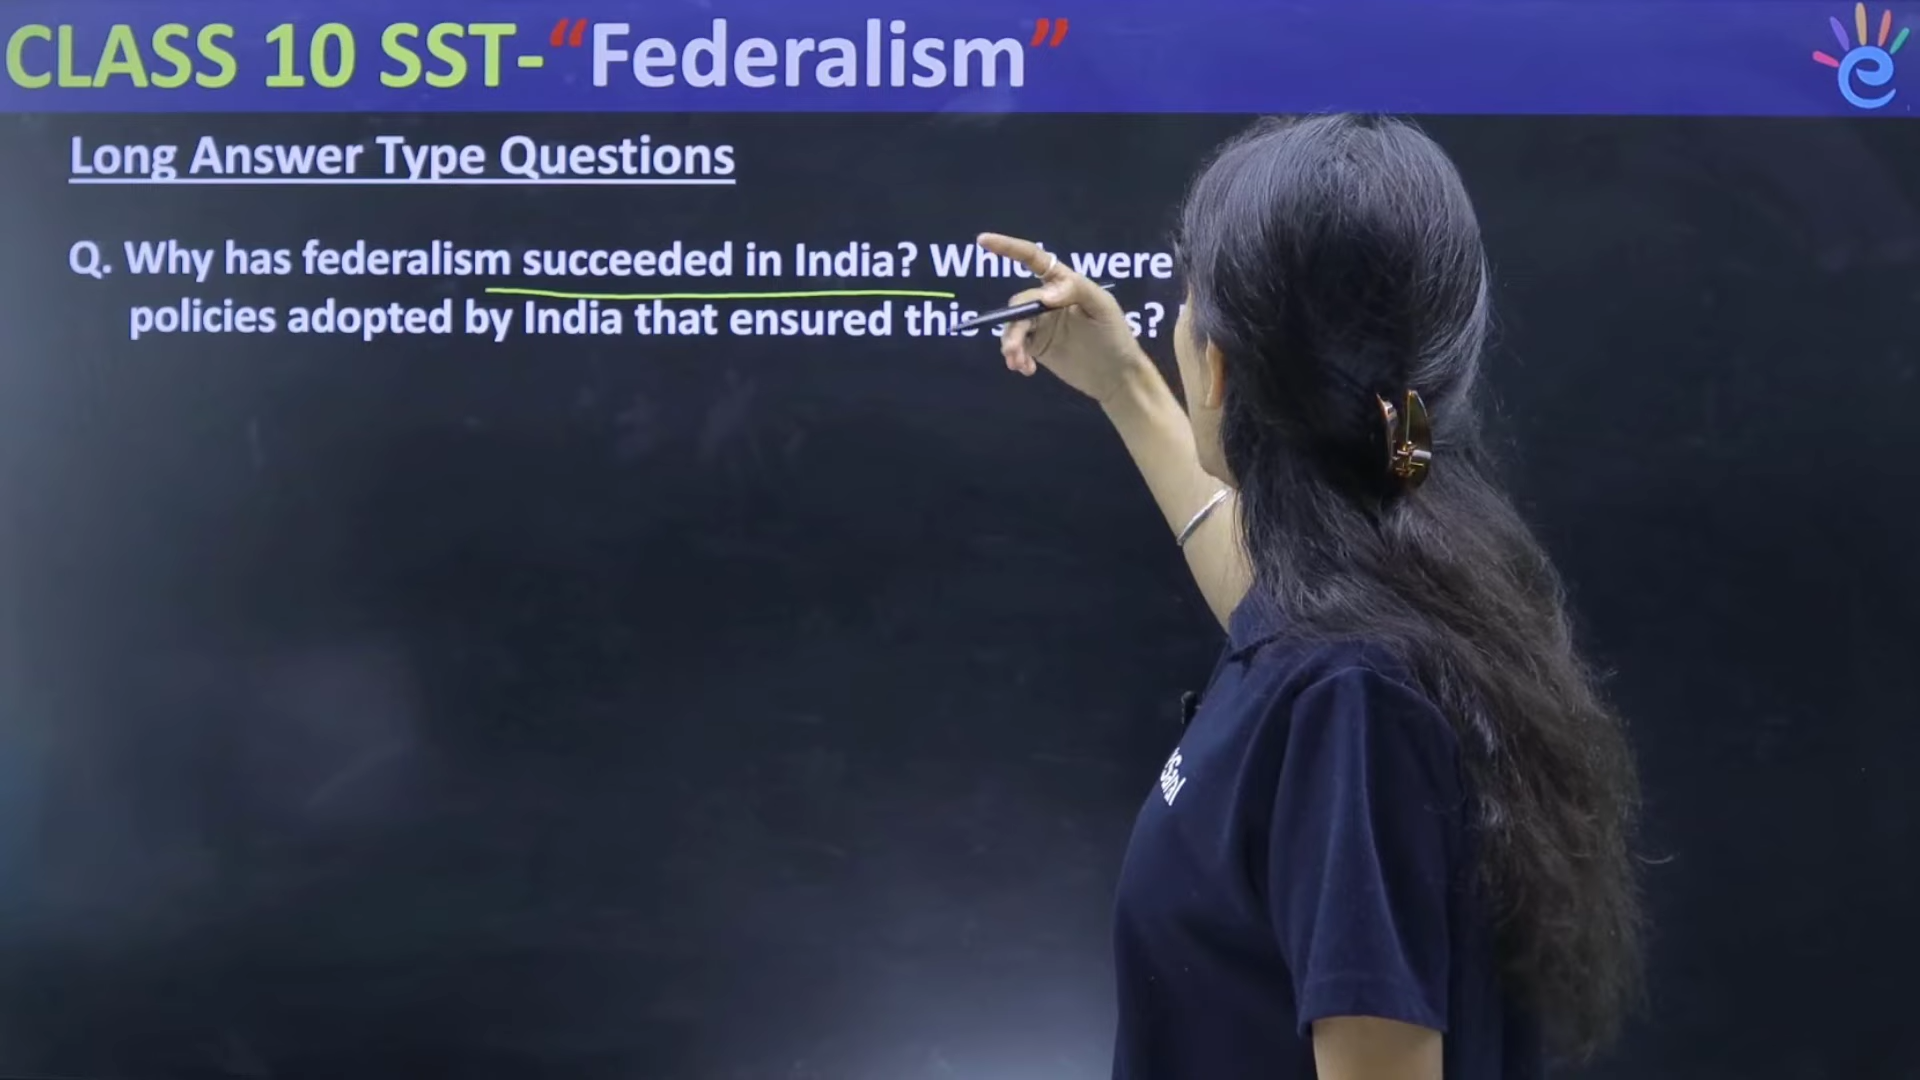 CLASS 10 SST-“Federalism”
Long Answer Type Questions
Q. Why has federalism succeeded in India? Which were
policies adopted by India that ensured this